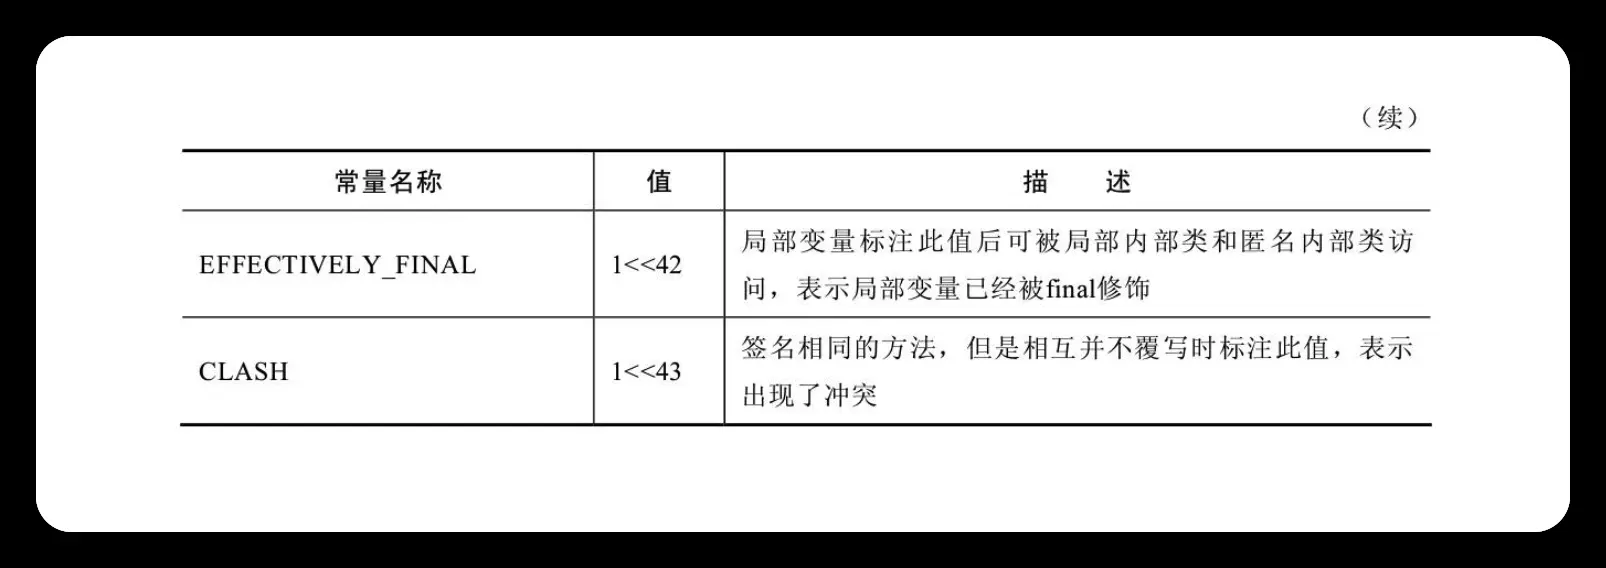 （续）
常量名称 值 描 述
EFFECTIVELY_FINAL 1<<42 局部变量标注此值后可被局部内部类和匿名内部类访
问，表示局部变量已经被final修饰
CLASH 1<<43 签名相同的方法，但是相互并不覆写时标注此值，表示
出现了冲突